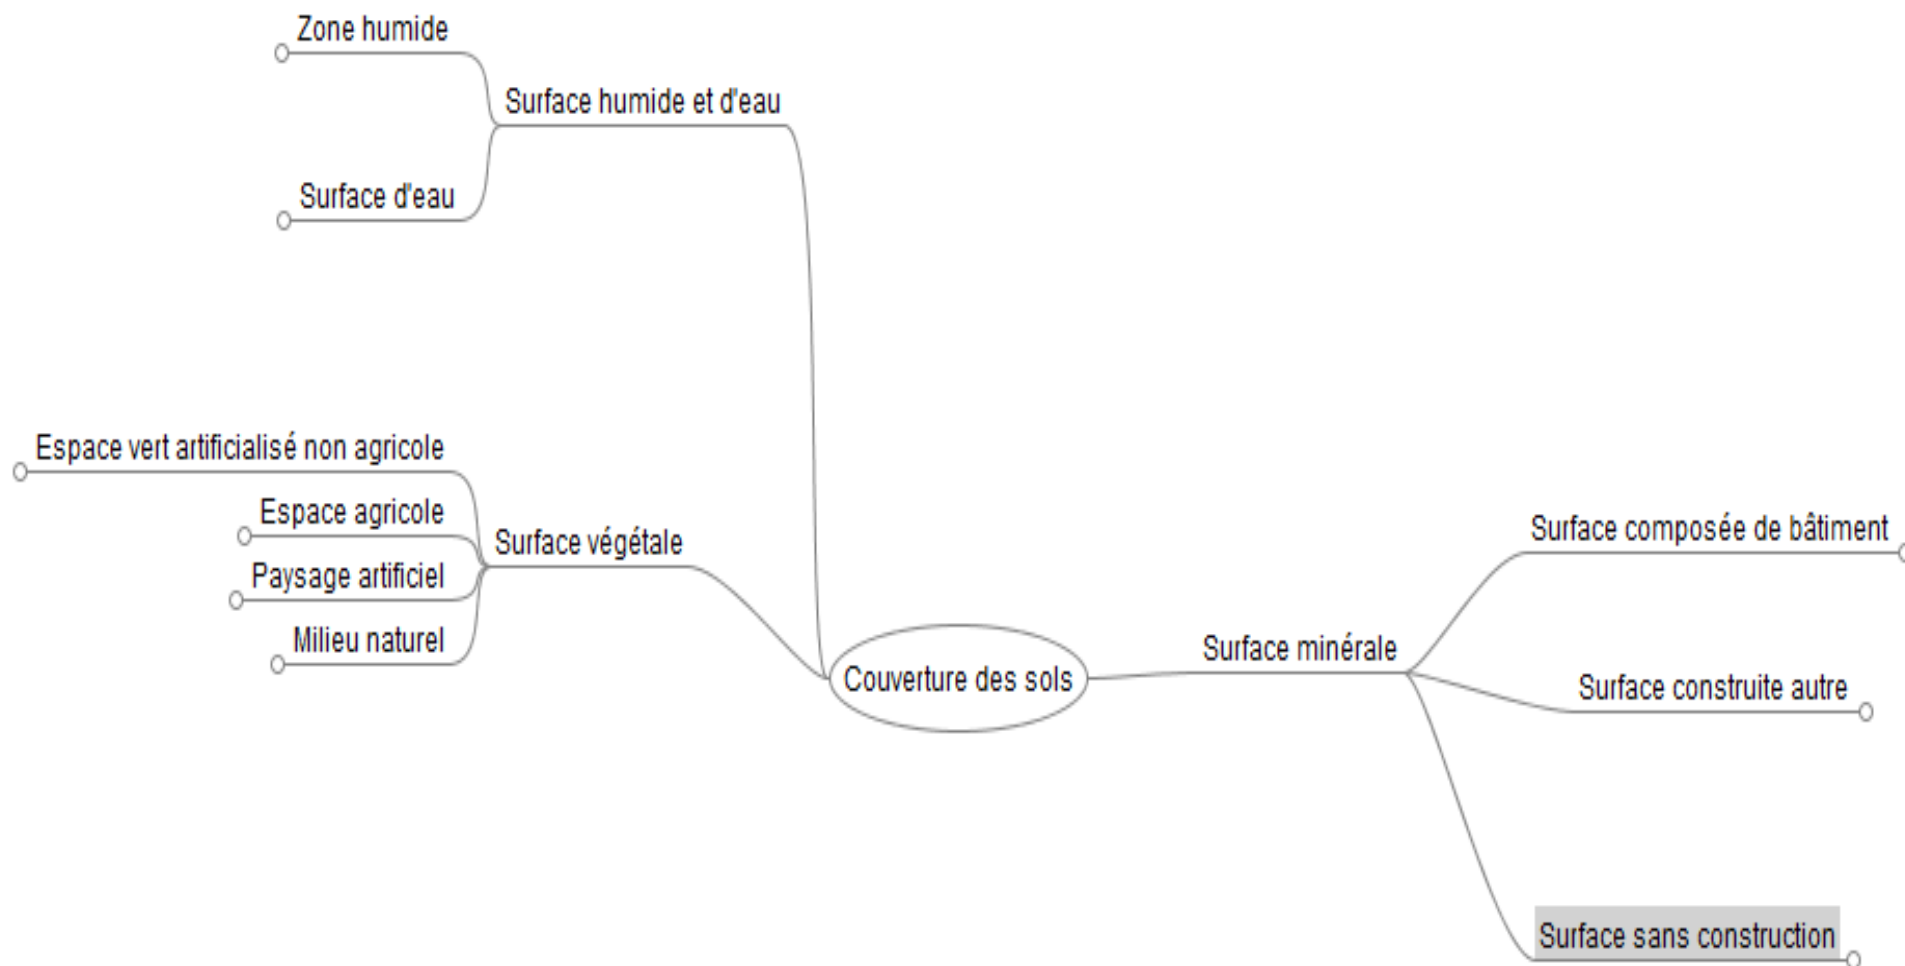 Zone humide
Surface humide et d'eau
Surface d'eau
Espace vert artificialisé non agricole
Espace agricole
Surface végétale
Paysage artificiel
Milieu naturel
Couverture des sols
Surface minérale
Surface composée de bâtiment
Surface construite autre
Surface sans construction